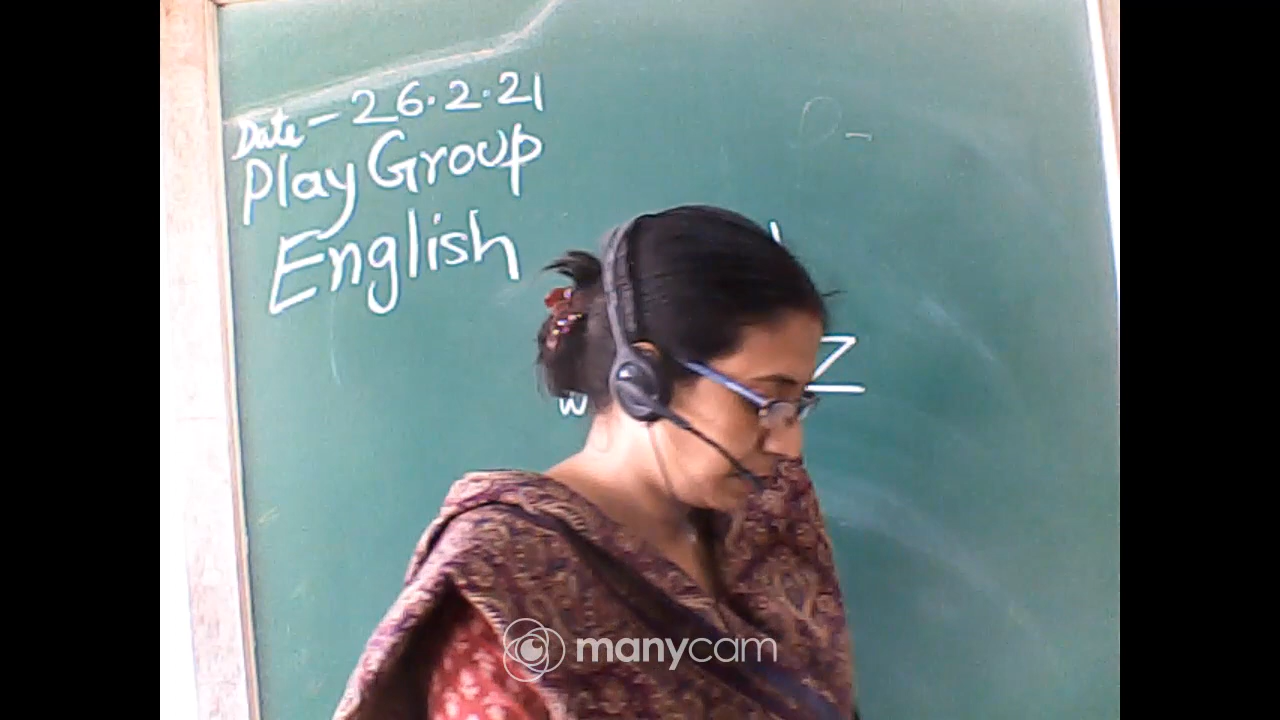 Date - 26.2.21
Play Group
English
Z
W
manycam